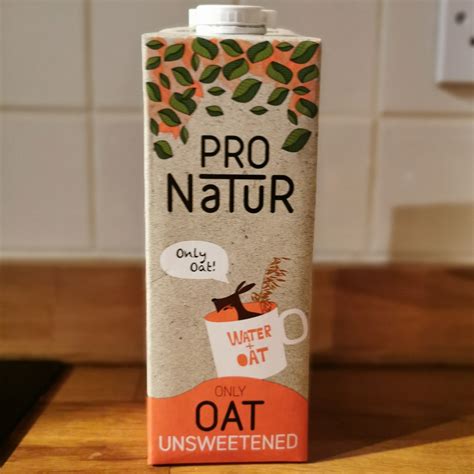 PRO
NaTUR
Only
Oat!
WATER
+
OAT
ONLY
OAT
UNSWEETENED